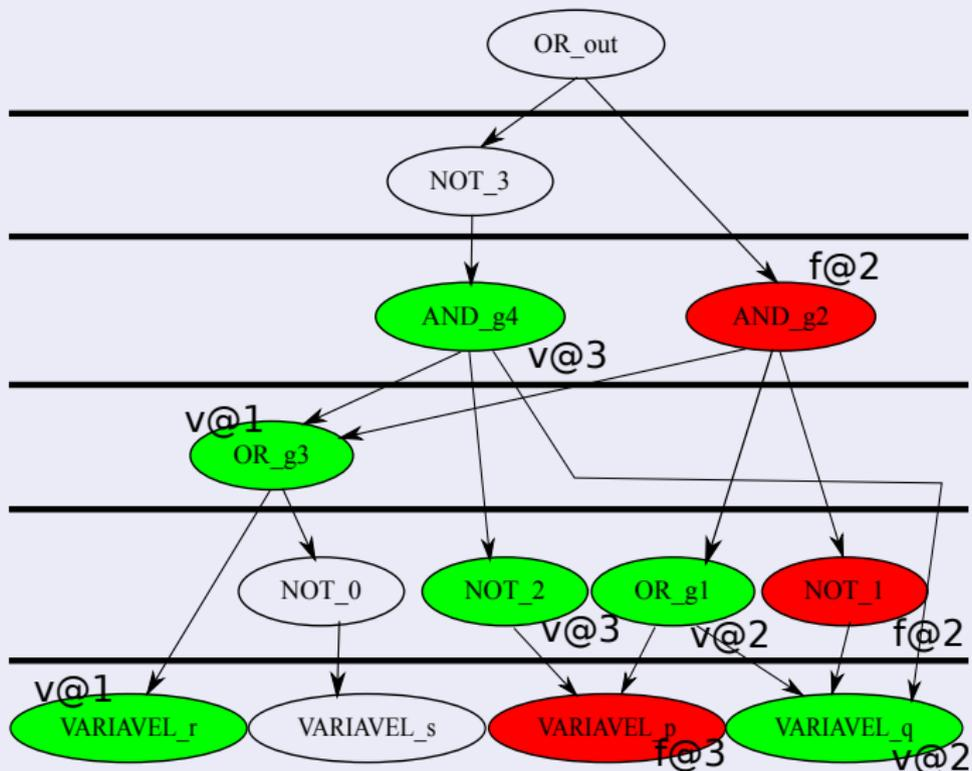 OR_out
NOT_3
f@2
AND_g4
AND_g2
v@3
v@1
OR_g3
NOT_0
NOT_2
OR_g1
NOT_1
v@3
v@2
f@2
v@1
VARIAVEL_r
VARIAVEL_s
VARIAVEL_p
VARIAVEL_q
f@3
v@2